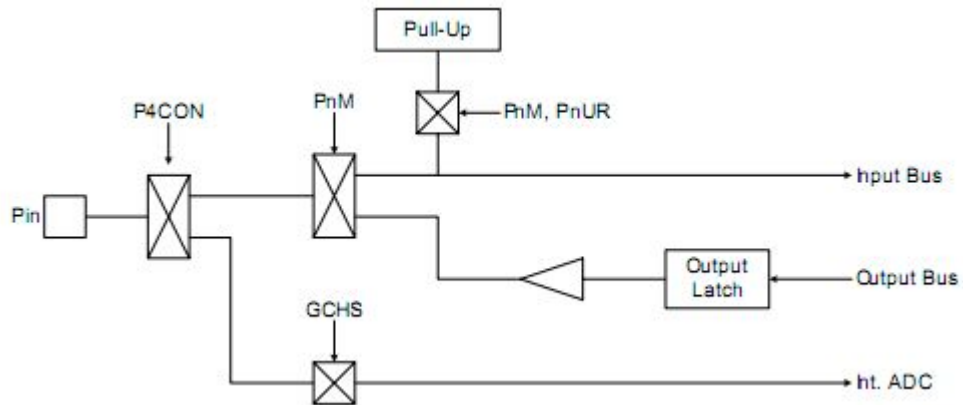 Pull-Up
P4CON
PnM
PnM, PnUR
Input Bus
Pin
Output
Latch
Output Bus
GCHS
Int. ADC